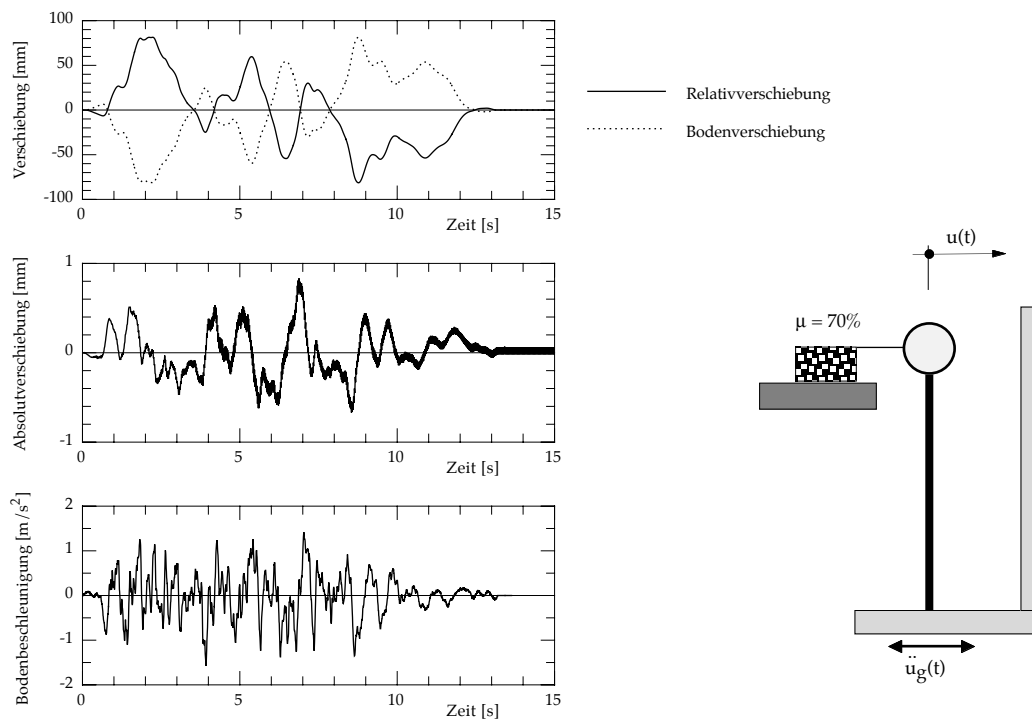 100
50
0
-50
-100
Verschiebung [mm]
0
5
10
15
Zeit [s]
Relativverschiebung
Bodenverschiebung
1
0
-1
Absolutverschiebung [mm]
0
5
10
15
Zeit [s]
2
1
0
-1
-2
Bodenbeschleunigung [m/s²]
0
5
10
15
Zeit [s]
u(t)
μ = 70%
ü_g(t)